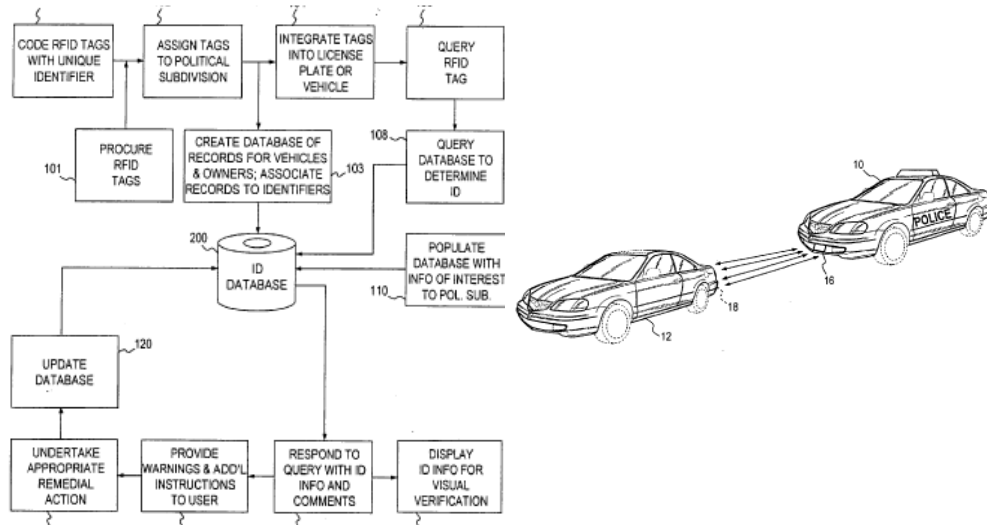 CODE RFID TAGS
WITH UNIQUE
IDENTIFIER
ASSIGN TAGS
TO POLITICAL
SUBDIVISION
INTEGRATE TAGS
INTO LICENSE
PLATE OR
VEHICLE
QUERY
RFID
TAG
101
PROCURE
RFID
TAGS
CREATE DATABASE OF
RECORDS FOR VEHICLES
& OWNERS; ASSOCIATE
RECORDS TO IDENTIFIERS
103
108
QUERY
DATABASE TO
DETERMINE
ID
200
ID
DATABASE
POPULATE
DATABASE WITH
INFO OF INTEREST
TO POL. SUB.
110
120
UPDATE
DATABASE
UNDERTAKE
APPROPRIATE
REMEDIAL
ACTION
PROVIDE
WARNINGS & ADD'L
INSTRUCTIONS
TO USER
RESPOND TO
QUERY WITH ID
INFO AND
COMMENTS
DISPLAY
ID INFO FOR
VISUAL
VERIFICATION
10
POLICE
16
18
12